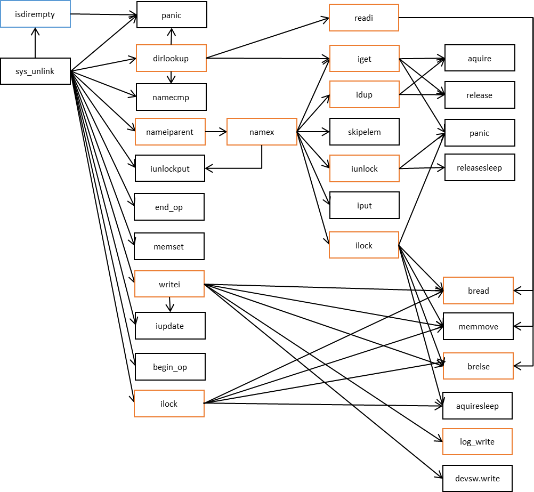 isdirempty
panic
readi
sys_unlink
dirlookup
iget
aquire
namecmp
Idup
release
nameiparent
namex
skipelem
panic
iunlockput
iunlock
releasesleep
end_op
iput
memset
Ilock
writei
bread
iupdate
memmove
begin_op
brelse
Ilock
aquiresleep
log_write
devsw.write